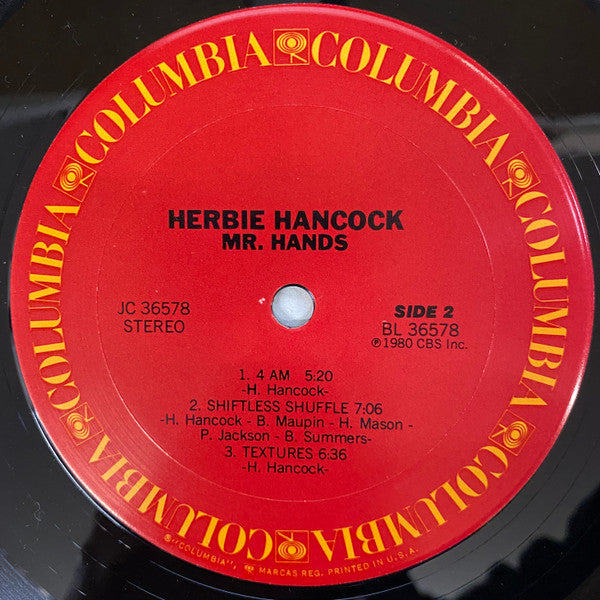 COLUMBIA COLUMBIA COLUMBIA COLUMBIA COLUMBIA COLUMBIA
HERBIE HANCOCK
MR. HANDS
JC 36578
STEREO
SIDE 2
BL 36578
℗1980 CBS Inc.
1. 4 AM 5:20
-H. Hancock-
2. SHIFTLESS SHUFFLE 7:06
-H. Hancock - B. Maupin - H. Mason -
P. Jackson - B. Summers-
3. TEXTURES 6:36
-H. Hancock-
®"COLUMBIA", MARCAS REG. PRINTED IN U.S.A.